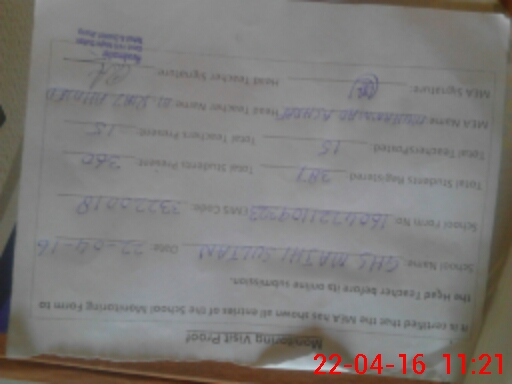 Monitoring Visit Proof
It is certified that the MEA has shown all entries of the School Monitoring Form to
the Head Teacher before its online submission.
School Name: GHS MAJHI SULTAN Date: 22-04-16
School Form No: EMIS Code: 33220018
Total Students Registered: 387 Total Students Present: 360
Total TeachersPosted: 15 Total Teachers Present: 15
MEA Name: MUHAMMAD Head Teacher Name:
MEA Signature: Head Teacher Signature:
22-04-16 11:21